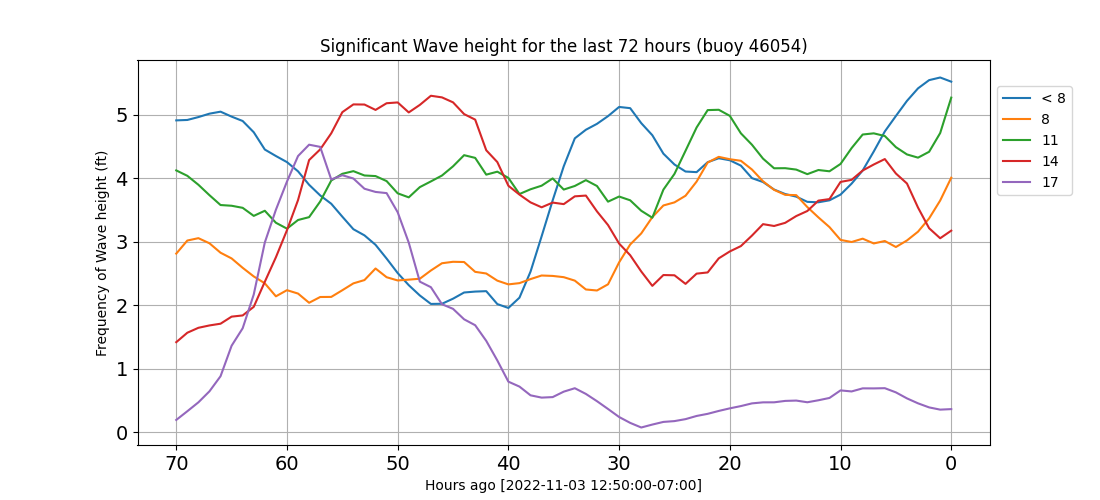 Significant Wave height for the last 72 hours (buoy 46054)
Frequency of Wave height (ft)
5
4
3
2
1
0
70 60 50 40 30 20 10 0
Hours ago [2022-11-03 12:50:00-07:00]
< 8
8
11
14
17